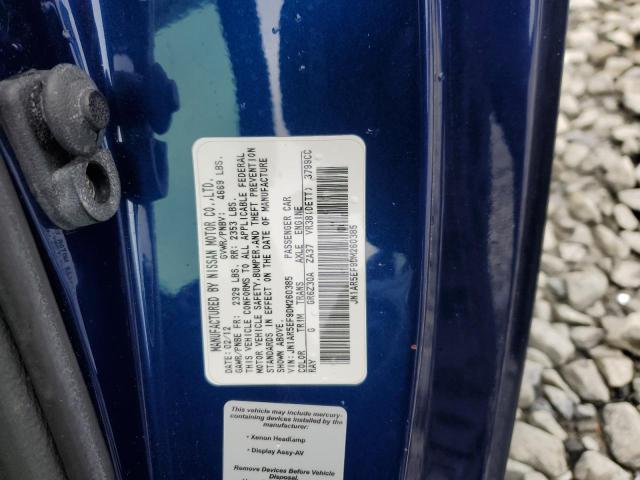 MANUFACTURED BY NISSAN MOTOR CO.,LTD.
DATE: 02/12 GVWR/PNBV: 4669 LBS.
GAWR/PNBE FR: 2329 LBS. RR: 2353 LBS.
THIS VEHICLE CONFORMS TO ALL APPLICABLE FEDERAL
MOTOR VEHICLE SAFETY, BUMPER, AND THEFT PREVENTION
STANDARDS IN EFFECT ON THE DATE OF MANUFACTURE
SHOWN ABOVE.
VIN: JN1AR5EF9DM260385 PASSENGER CAR
COLOR TRIM TRANS AXLE ENGINE
RAY G GR6Z30A ZA37 VR38(DETT) 3799CC
JN1AR5EF9DM260385
This vehicle may include mercury-
containing devices installed by the
manufacturer:
• Xenon Headlamp
• Display Assy-AV
Remove Devices Before Vehicle
Disposal.